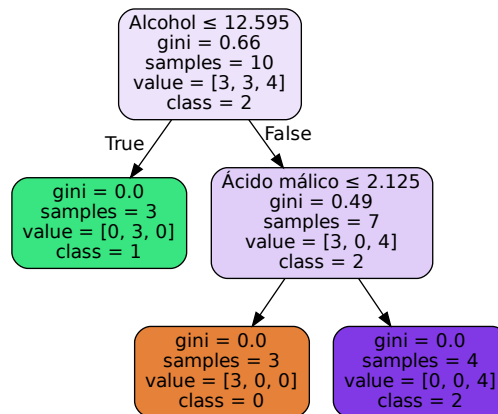 Alcohol ≤ 12.595
gini = 0.66
samples = 10
value = [3, 3, 4]
class = 2
True
False
gini = 0.0
samples = 3
value = [0, 3, 0]
class = 1
Ácido málico ≤ 2.125
gini = 0.49
samples = 7
value = [3, 0, 4]
class = 2
gini = 0.0
samples = 3
value = [3, 0, 0]
class = 0
gini = 0.0
samples = 4
value = [0, 0, 4]
class = 2